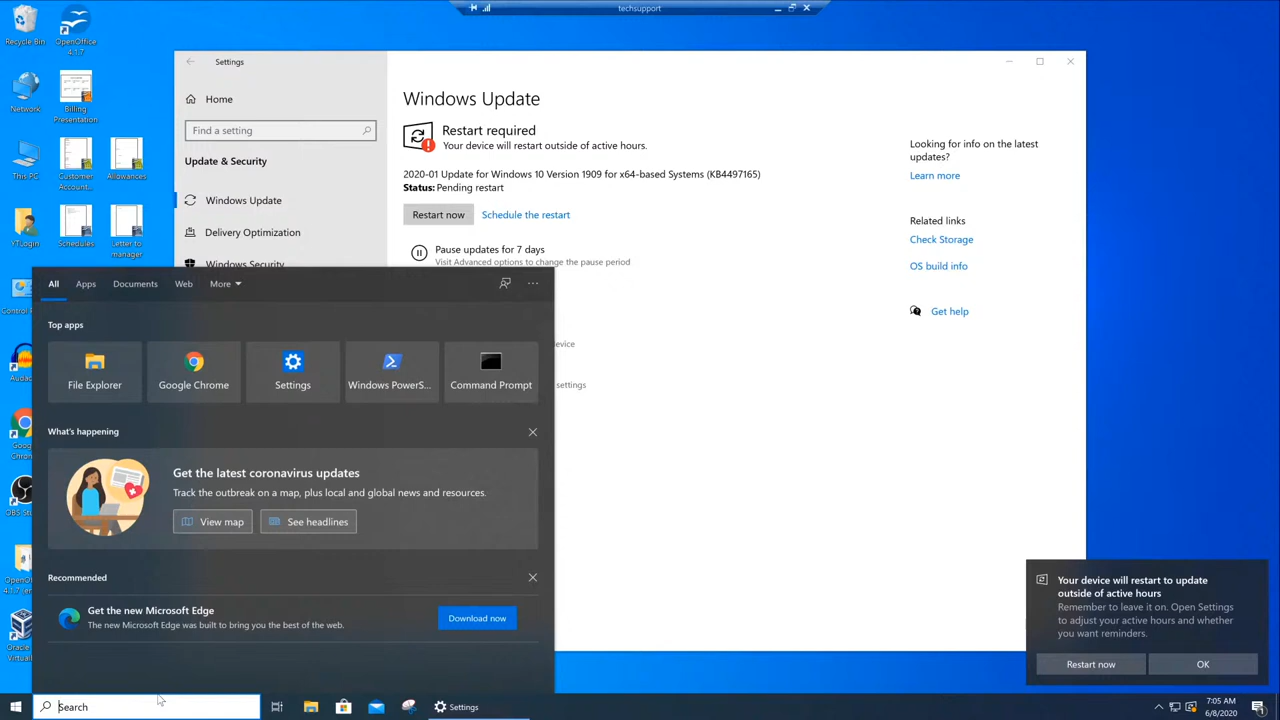 techsupport
Recycle Bin
OpenOffice
4.1.7
Network
Billing
Presentation
This PC
Customer
Account...
Allowances
YTLogin
Schedules
Letter to
manager
Settings
Home
Find a setting
Update & Security
Windows Update
Delivery Optimization
Windows Security
Windows Update
Restart required
Your device will restart outside of active hours.
2020-01 Update for Windows 10 Version 1909 for x64-based Systems (KB4497165)
Status: Pending restart
Restart now
Schedule the restart
Pause updates for 7 days
Visit Advanced options to change the pause period
settings
Looking for info on the latest
updates?
Learn more
Related links
Check Storage
OS build info
Get help
All
Apps
Documents
Web
More
Top apps
File Explorer
Google Chrome
Settings
Windows PowerS...
Command Prompt
What's happening
Get the latest coronavirus updates
Track the outbreak on a map, plus local and global news and resources.
View map
See headlines
Recommended
Get the new Microsoft Edge
The new Microsoft Edge was built to bring you the best of the web.
Download now
Your device will restart to update
outside of active hours
Remember to leave it on. Open Settings
to adjust your active hours and whether
you want reminders.
Restart now
OK
Search
Settings
7:05 AM
6/8/2020